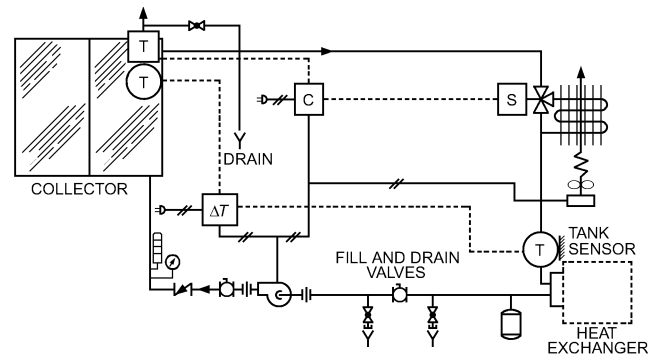 T
T
C
S
DRAIN
COLLECTOR
ΔT
TANK
SENSOR
T
FILL AND DRAIN
VALVES
HEAT
EXCHANGER